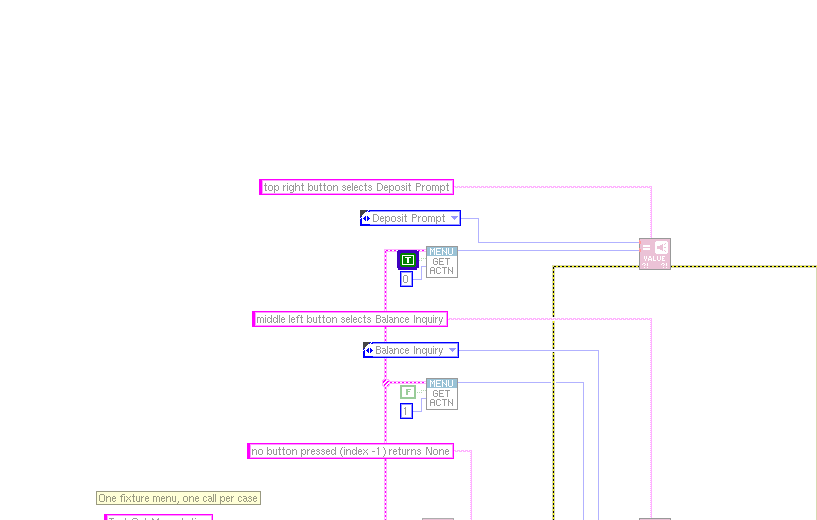 top right button selects Deposit Prompt
Deposit Prompt
MENU
GET
ACTN
T
0
=
VALUE
middle left button selects Balance Inquiry
Balance Inquiry
MENU
GET
ACTN
F
1
no button pressed (index -1) returns None
One fixture menu, one call per case